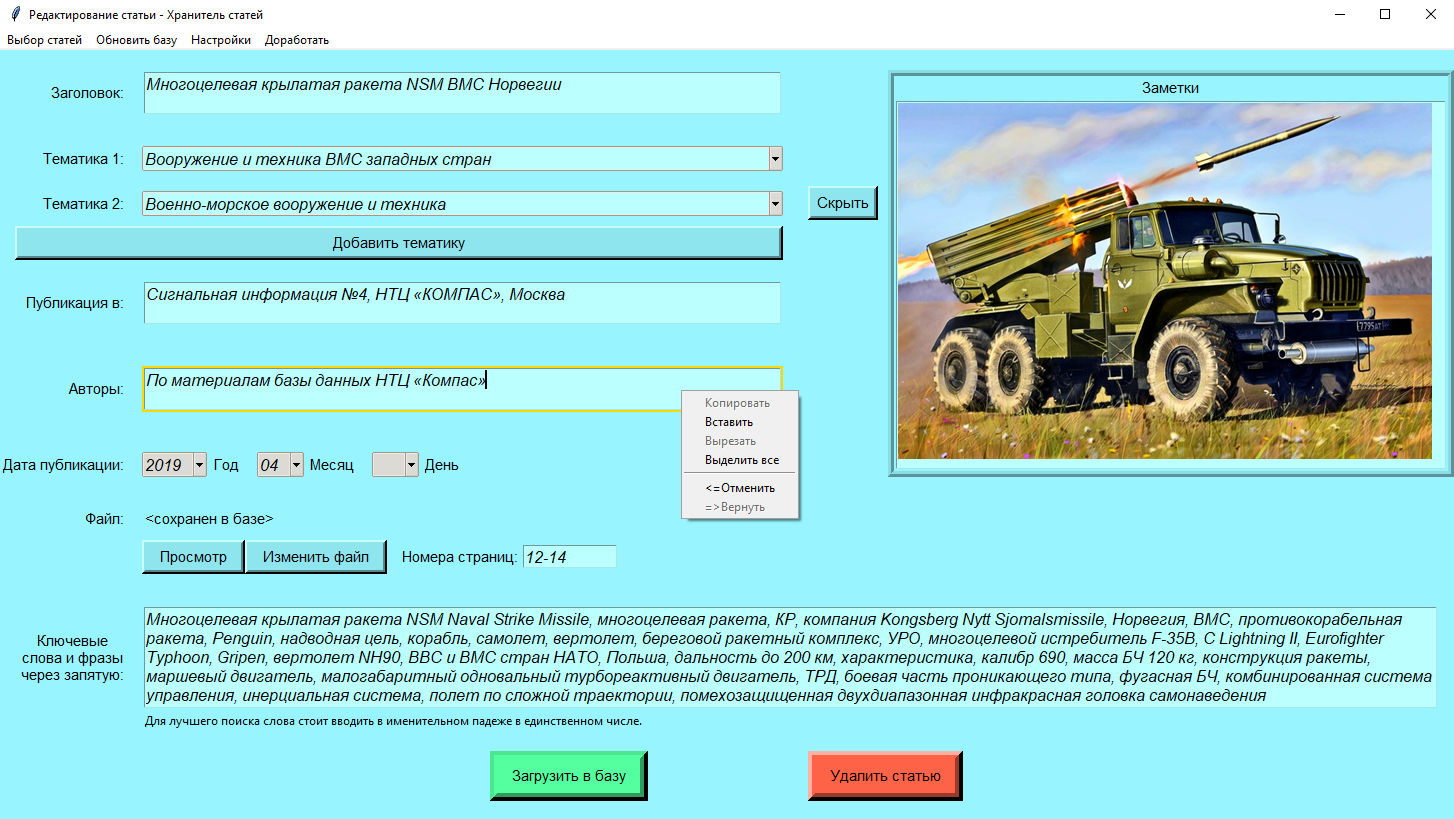 Редактирование статьи - Хранитель статей
Выбор статей Обновить базу Настройки Доработать
Заголовок: Многоцелевая крылатая ракета NSM ВМС Норвегии
Заметки
Тематика 1: Вооружение и техника ВМС западных стран
Тематика 2: Военно-морское вооружение и техника
Скрыть
Добавить тематику
Публикация в: Сигнальная информация №4, НТЦ «КОМПАС», Москва
7795АТ
Авторы: По материалам базы данных НТЦ «Компас»
Копировать
Вставить
Вырезать
Выделить все
<=Отменить
=>Вернуть
Дата публикации: 2019 Год 04 Месяц День
Файл: <сохранен в базе>
Просмотр Изменить файл Номера страниц: 12-14
Ключевые
слова и фразы
через запятую:
Многоцелевая крылатая ракета NSM Naval Strike Missile, многоцелевая ракета, КР, компания Kongsberg Nytt Sjomalsmissile, Норвегия, ВМС, противокорабельная
ракета, Penguin, надводная цель, корабль, самолет, вертолет, береговой ракетный комплекс, УРО, многоцелевой истребитель F-35B, C Lightning II, Eurofighter
Typhoon, Gripen, вертолет NH90, ВВС и ВМС стран НАТО, Польша, дальность до 200 км, характеристика, калибр 690, масса БЧ 120 кг, конструкция ракеты,
маршевый двигатель, малогабаритный одновальный турбореактивный двигатель, ТРД, боевая часть проникающего типа, фугасная БЧ, комбинированная система
управления, инерциальная система, полет по сложной траектории, помехозащищенная двухдиапазонная инфракрасная головка самонаведения
Для лучшего поиска слова стоит вводить в именительном падеже в единственном числе.
Загрузить в базу Удалить статью